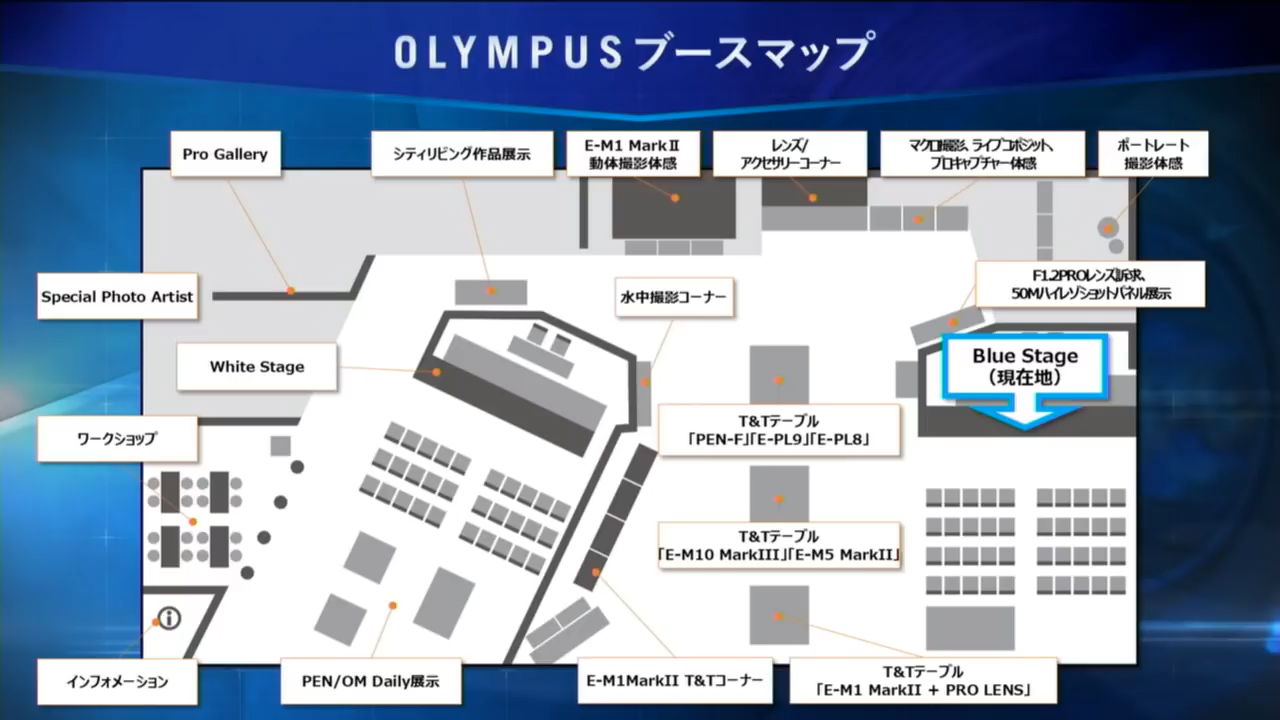 OLYMPUSブースマップ
Pro Gallery
シティリビング作品展示
E-M1 MarkⅡ
動体撮影体感
レンズ/
アクセサリーコーナー
マクロ撮影、ライブコンポジット、
プロキャプチャー体感
ポートレート
撮影体感
Special Photo Artist
水中撮影コーナー
F1.2PROレンズ訴求、
50Mハイレゾショットパネル展示
White Stage
Blue Stage
（現在地）
ワークショップ
T&Tテーブル
「PEN-F」「E-PL9」「E-PL8」
T&Tテーブル
「E-M10 MarkIII」「E-M5 MarkII」
インフォメーション
PEN/OM Daily展示
E-M1MarkII T&Tコーナー
T&Tテーブル
「E-M1 MarkII + PRO LENS」